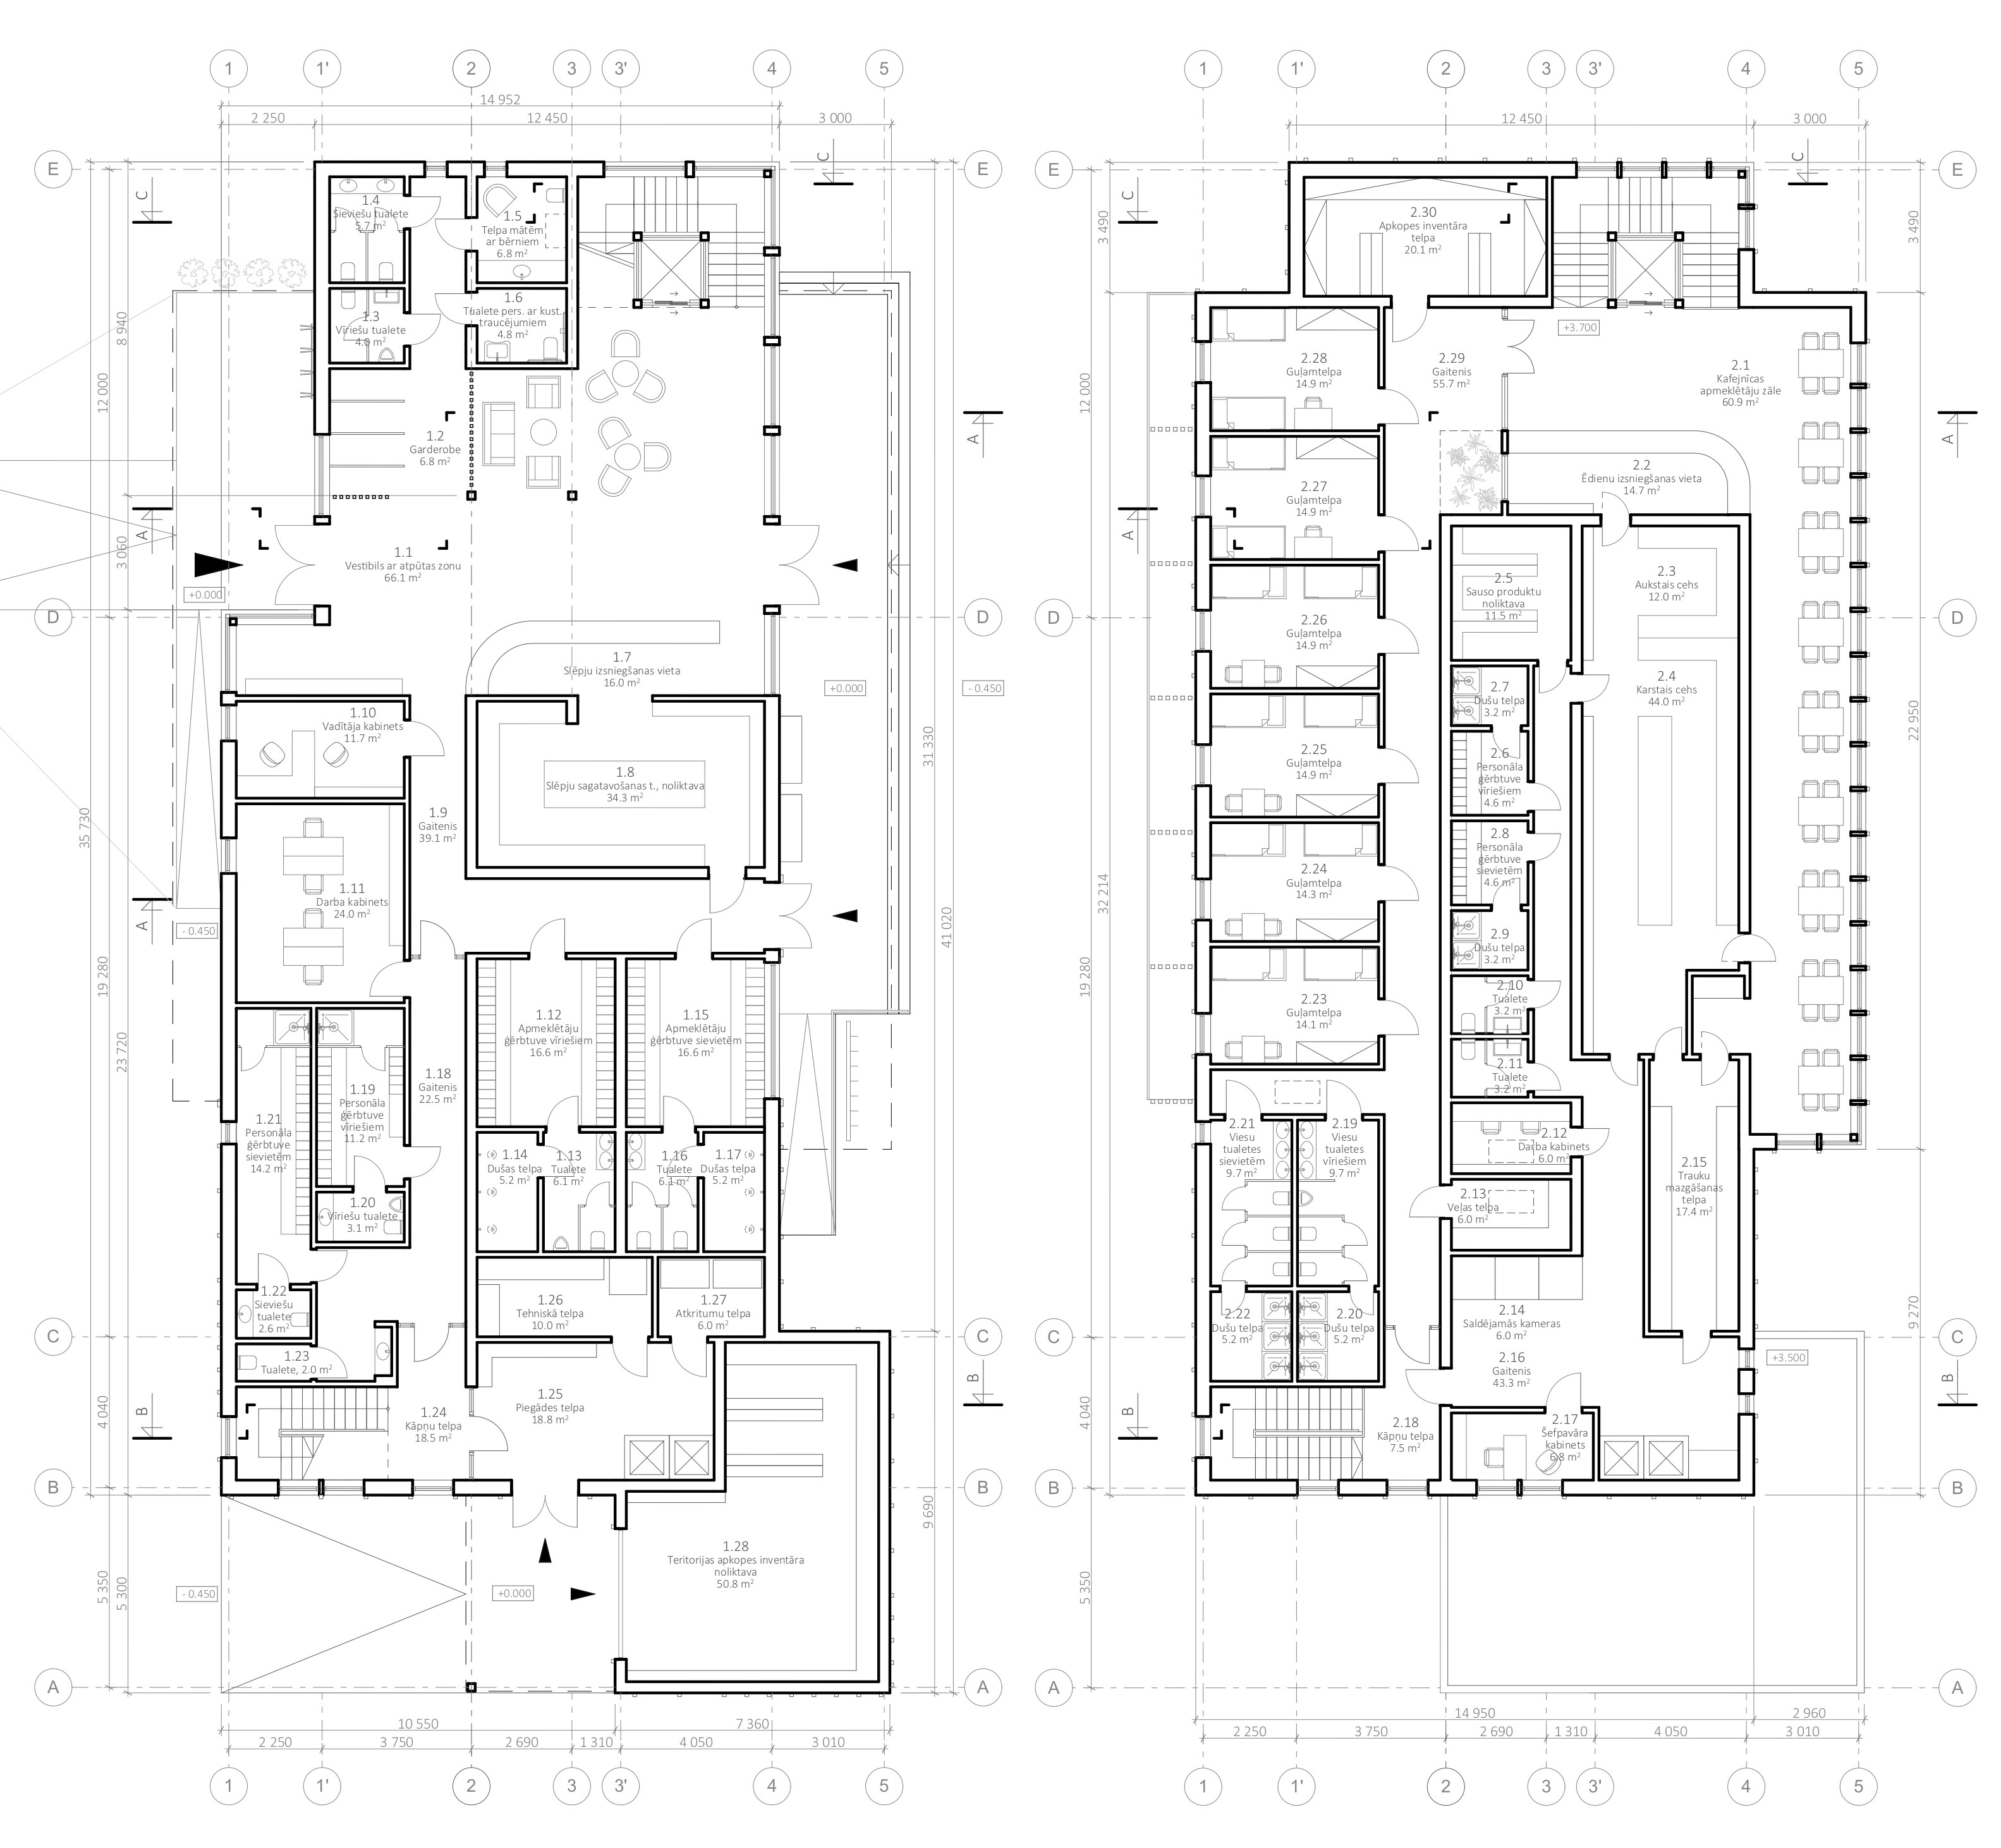 1
1'
2
3
3'
4
5
1
1'
2
3
3'
4
5
14 952
2 250
12 450
3 000
12 450
3 000
E
E
E
E
C
C
C
C
1.4
Sieviešu tualete
5.7 m²
1.5
Telpa mātēm
ar bērniem
6.8 m²
1.3
Vīriešu tualete
4.0 m²
1.6
Tualete pers. ar kust.
traucējumiem
4.8 m²
1.2
Garderobe
6.8 m²
1.1
Vestibils ar atpūtas zonu
66.1 m²
+0.000
8 940
12 000
3 060
A
A
D
D
1.7
Slēpju izsniegšanas vieta
16.0 m²
+0.000
- 0.450
1.10
Vadītāja kabinets
11.7 m²
1.8
Slēpju sagatavošanas t., noliktava
34.3 m²
1.9
Gaitenis
39.1 m²
1.11
Darba kabinets
24.0 m²
35 730
31 330
41 020
A
- 0.450
19 280
23 720
1.12
Apmeklētāju
ģērbtuve vīriešiem
16.6 m²
1.15
Apmeklētāju
ģērbtuve sievietēm
16.6 m²
1.18
Gaitenis
22.5 m²
1.19
Personāla
ģērbtuve
vīriešiem
11.2 m²
1.21
Personāla
ģērbtuve
sievietēm
14.2 m²
1.14
Dušas telpa
5.2 m²
1.13
Tualete
6.1 m²
1.16
Tualete
6.1 m²
1.17
Dušas telpa
5.2 m²
1.20
Vīriešu tualete
3.1 m²
1.22
Sieviešu
tualete
2.6 m²
1.26
Tehniskā telpa
10.0 m²
1.27
Atkritumu telpa
6.0 m²
C
C
1.23
Tualete, 2.0 m²
1.24
Kāpņu telpa
18.5 m²
1.25
Piegādes telpa
18.8 m²
B
B
4 040
B
B
9 690
1.28
Teritorijas apkopes inventāra
noliktava
50.8 m²
5 350
5 300
- 0.450
+0.000
A
A
10 550
7 360
2 250
3 750
2 690
1 310
4 050
3 010
1
1'
2
3
3'
4
5
3 490
3 490
2.30
Apkopes inventāra
telpa
20.1 m²
+3.700
2.28
Guļamtelpa
14.9 m²
2.29
Gaitenis
55.7 m²
2.1
Kafejnīcas
apmeklētāju zāle
60.9 m²
12 000
A
A
2.27
Guļamtelpa
14.9 m²
2.2
Ēdienu izsniegšanas vieta
14.7 m²
2.3
Aukstais cehs
12.0 m²
2.5
Sauso produktu
noliktava
11.5 m²
D
D
2.26
Guļamtelpa
14.9 m²
2.4
Karstais cehs
44.0 m²
2.7
Dušu telpa
3.2 m²
22 950
2.25
Guļamtelpa
14.9 m²
2.6
Personāla
ģērbtuve
vīriešiem
4.6 m²
2.8
Personāla
ģērbtuve
sievietēm
4.6 m²
2.24
Guļamtelpa
14.3 m²
32 214
19 280
2.9
Dušu telpa
3.2 m²
2.23
Guļamtelpa
14.1 m²
2.10
Tualete
3.2 m²
2.11
Tualete
3.2 m²
2.21
Viesu
tualetes
sievietēm
9.7 m²
2.19
Viesu
tualetes
vīriešiem
9.7 m²
2.12
Darba kabinets
6.0 m²
2.15
Trauku
mazgāšanas
telpa
17.4 m²
2.13
Veļas telpa
6.0 m²
2.22
Dušu telpa
5.2 m²
2.20
Dušu telpa
5.2 m²
2.14
Saldējamās kameras
6.0 m²
9 270
C
C
+3.500
2.16
Gaitenis
43.3 m²
B
B
4 040
2.18
Kāpņu telpa
7.5 m²
2.17
Šefpavāra
kabinets
6.8 m²
B
B
5 350
A
A
14 950
2 960
2 250
3 750
2 690
1 310
4 050
3 010
1
1'
2
3
3'
4
5